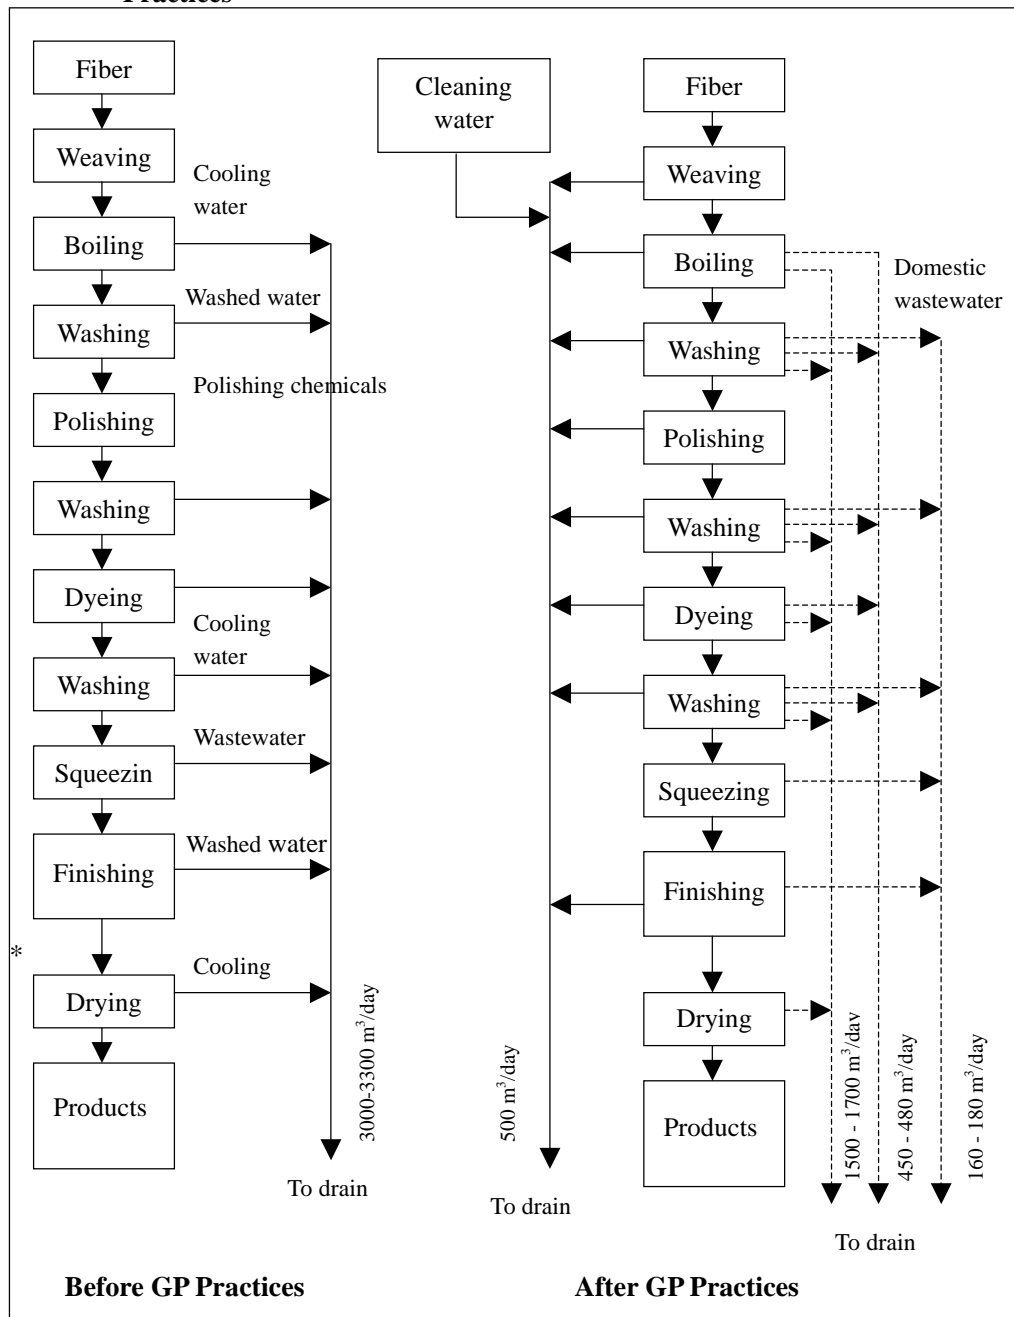 Practices
Fiber
Weaving
Cooling
water
Boiling
Washed water
Washing
Polishing chemicals
Polishing
Washing
Dyeing
Cooling
water
Washing
Wastewater
Squeezin
Washed water
Finishing
*
Cooling
Drying
Products
3000-3300 m³/day
To drain
Before GP Practices
Cleaning
water
Fiber
Weaving
Boiling
Domestic
wastewater
Washing
Polishing
Washing
Dyeing
Washing
Squeezing
Finishing
Drying
Products
500 m³/day
1500 - 1700 m³/day
450 - 480 m³/day
160 - 180 m³/day
To drain
To drain
After GP Practices